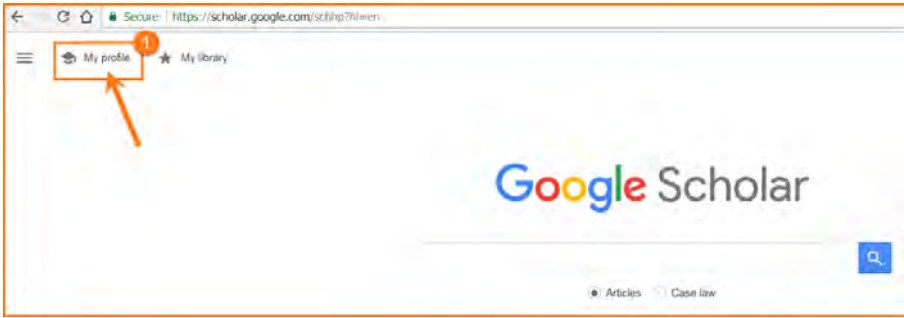 Secure | https://scholar.google.com/schhp?hl=en
1
My profile
My library
Google Scholar
Articles
Case law